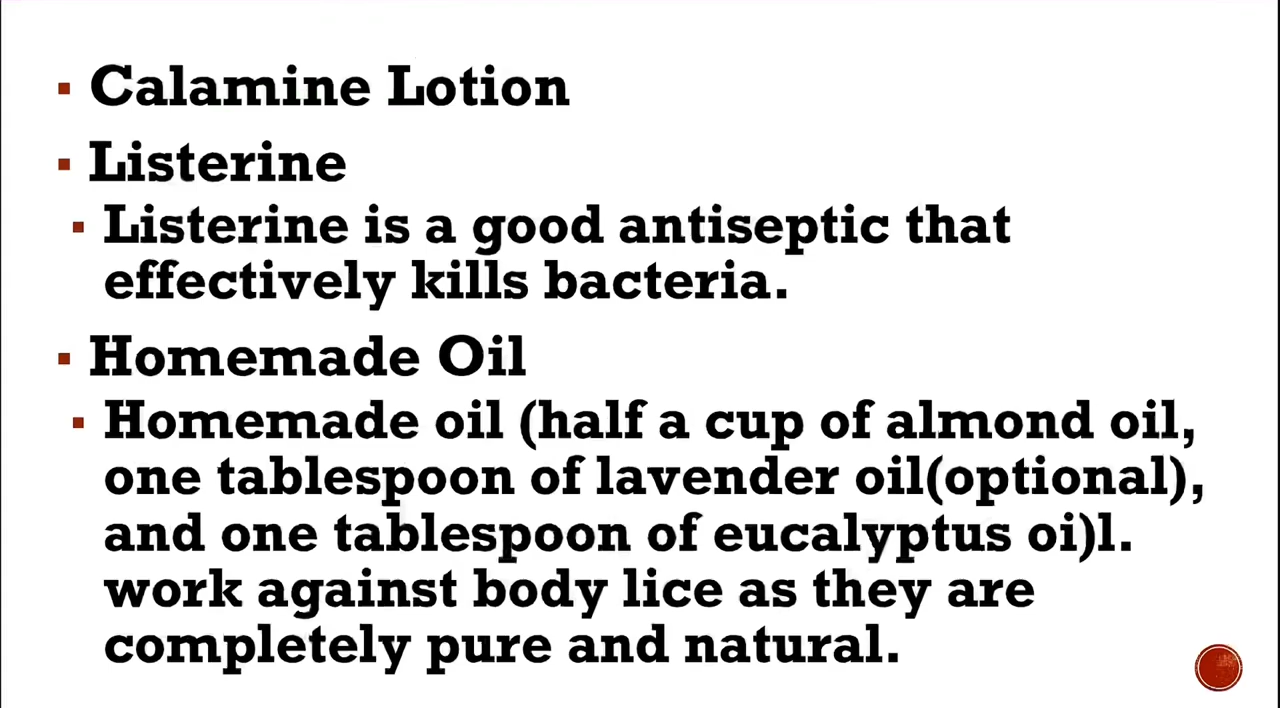 ▪ Calamine Lotion
▪ Listerine
▪ Listerine is a good antiseptic that
effectively kills bacteria.
▪ Homemade Oil
▪ Homemade oil (half a cup of almond oil,
one tablespoon of lavender oil(optional),
and one tablespoon of eucalyptus oi)l.
work against body lice as they are
completely pure and natural.